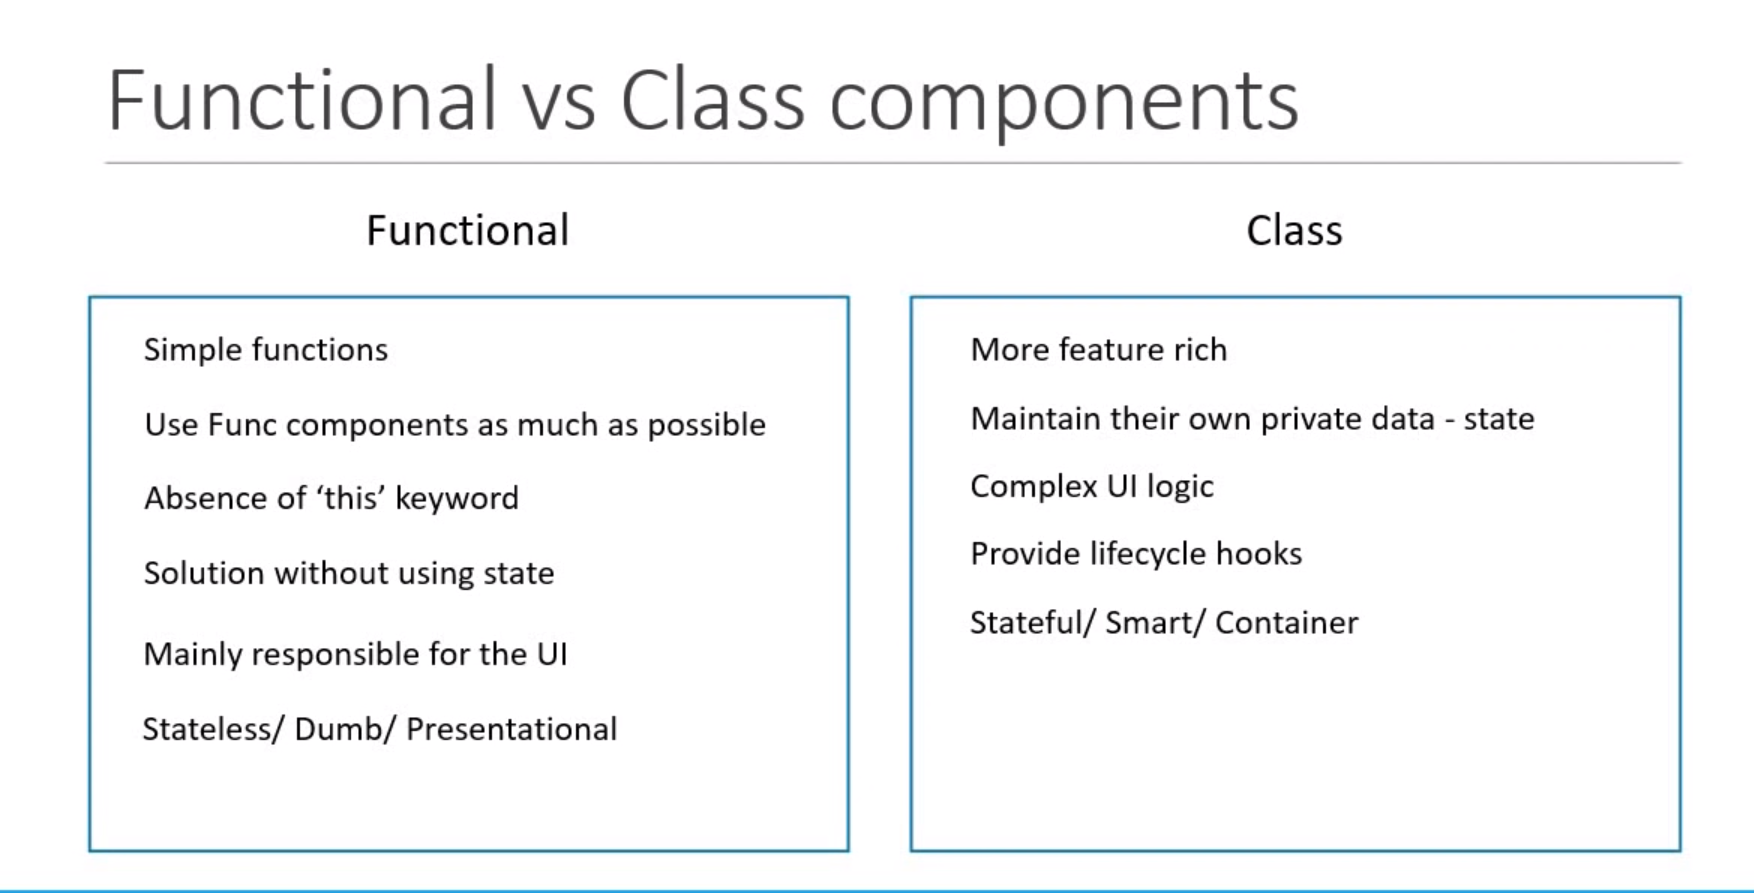 Functional vs Class components
Functional
Simple functions
Use Func components as much as possible
Absence of ‘this’ keyword
Solution without using state
Mainly responsible for the UI
Stateless/ Dumb/ Presentational
Class
More feature rich
Maintain their own private data - state
Complex UI logic
Provide lifecycle hooks
Stateful/ Smart/ Container